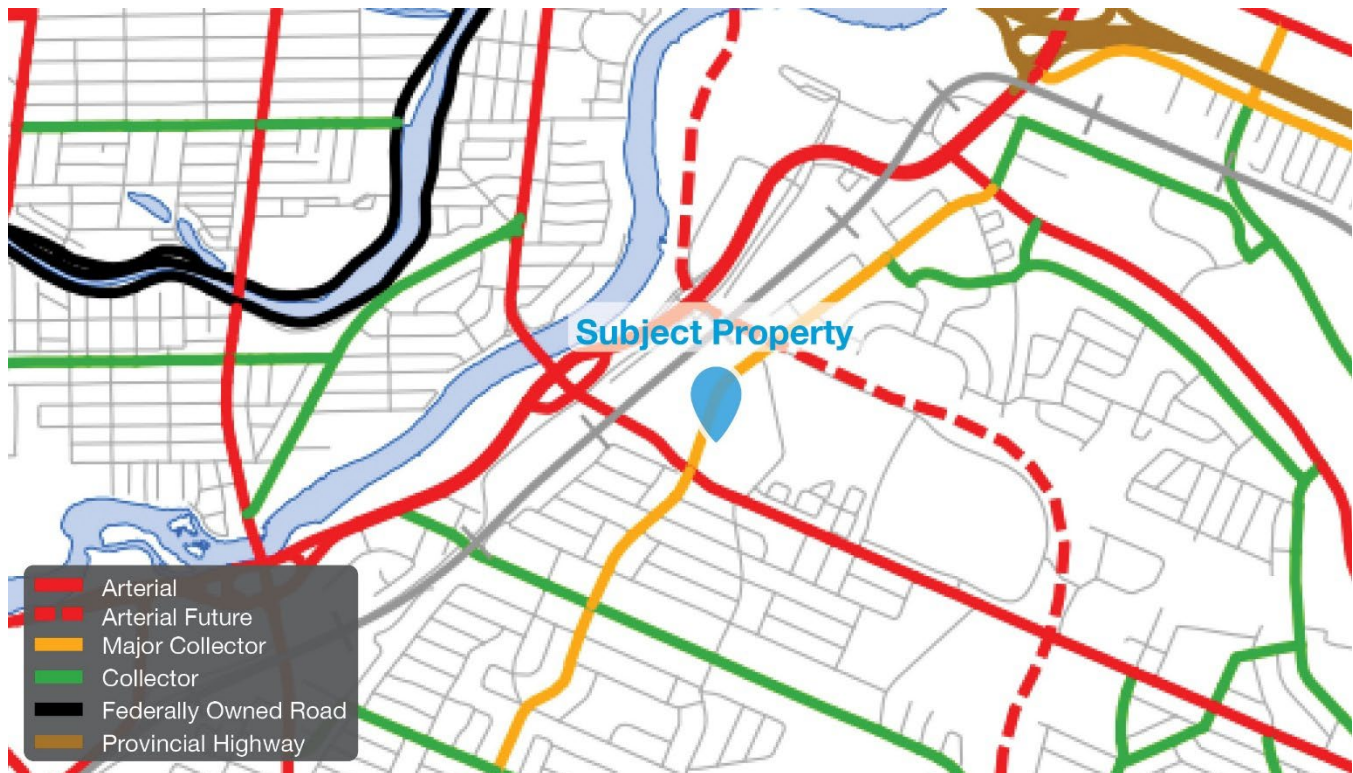 Subject Property
Arterial
Arterial Future
Major Collector
Collector
Federally Owned Road
Provincial Highway